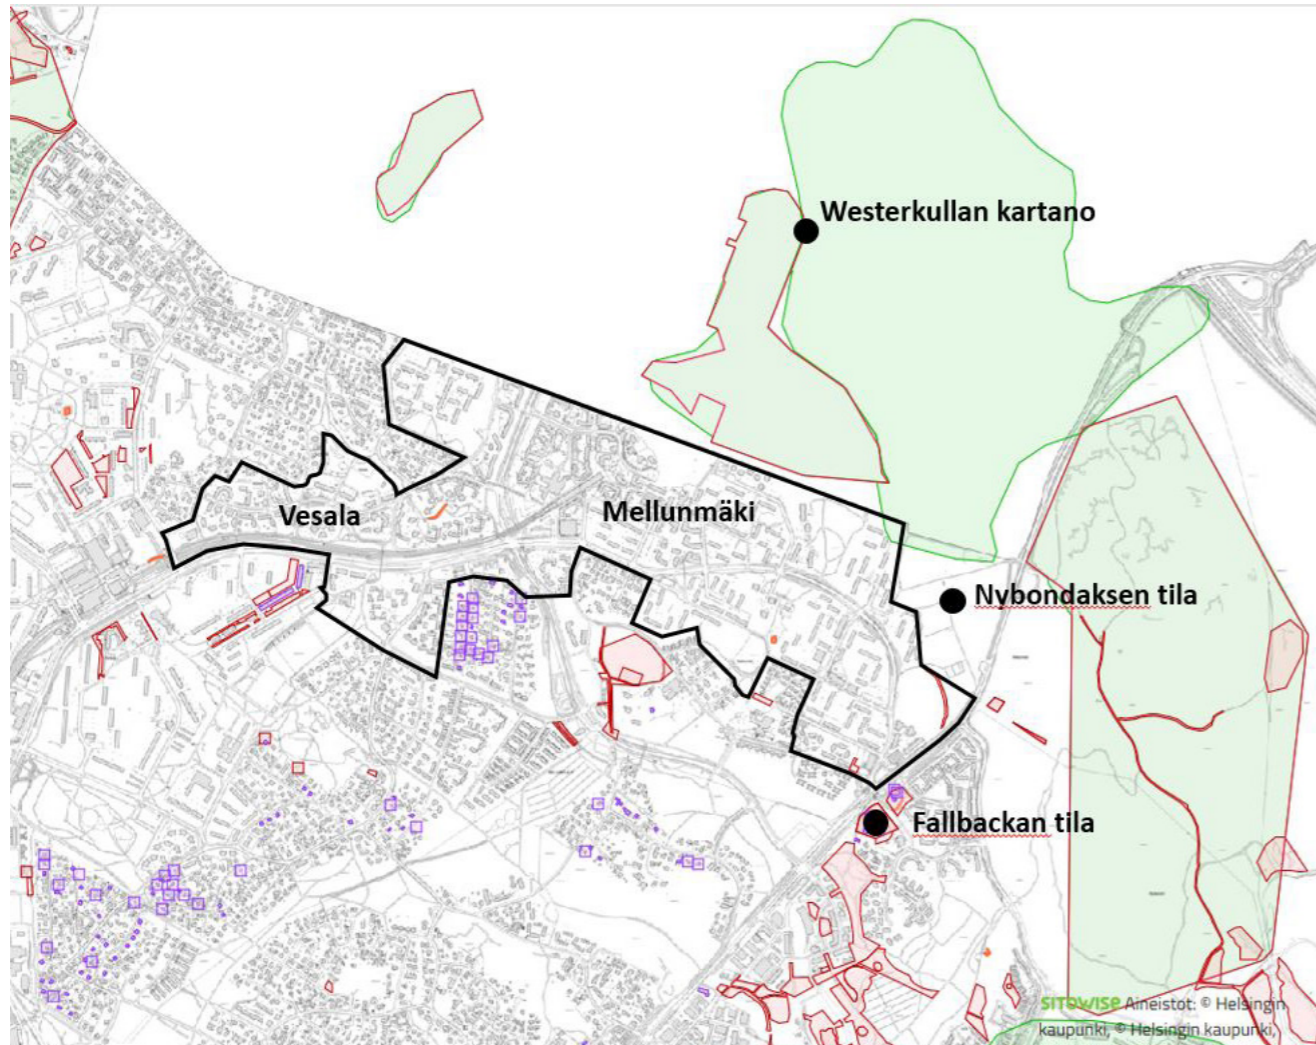 Westerkullan kartano
Vesala
Mellunmäki
Nybondaksen tila
Fallbackan tila
SITOWISE Aineistot: © Helsingin
kaupunki, © Helsingin kaupunki,